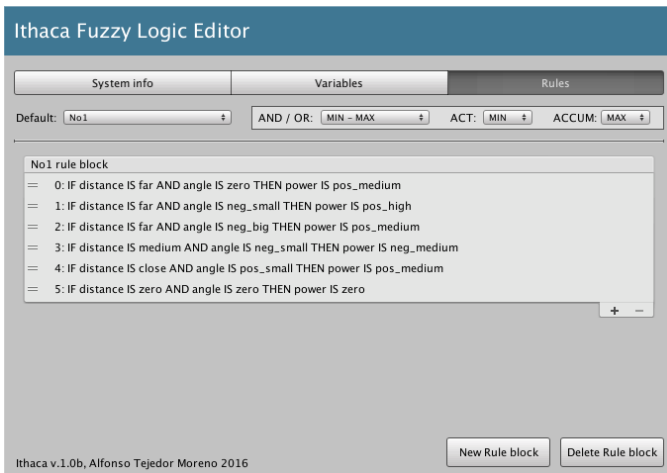 Ithaca Fuzzy Logic Editor
System info Variables Rules
Default: No1 AND / OR: MIN - MAX ACT: MIN ACCUM: MAX
No1 rule block
= 0: IF distance IS far AND angle IS zero THEN power IS pos_medium
= 1: IF distance IS far AND angle IS neg_small THEN power IS pos_high
= 2: IF distance IS far AND angle IS neg_big THEN power IS pos_medium
= 3: IF distance IS medium AND angle IS neg_small THEN power IS neg_medium
= 4: IF distance IS close AND angle IS pos_small THEN power IS pos_medium
= 5: IF distance IS zero AND angle IS zero THEN power IS zero
+ −
New Rule block Delete Rule block
Ithaca v.1.0b, Alfonso Tejedor Moreno 2016